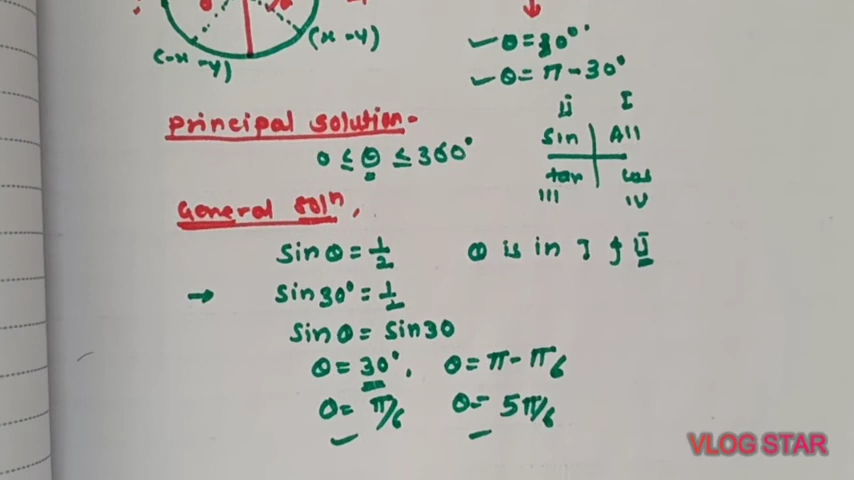 (x -y)
(-x -y)
θ=30°
θ= π-30°
Principal solution-
0 ≤ θ ≤ 360°
II I
Sin All
tan cos
III IV
General solⁿ,
Sin θ = 1/2 θ is in I & II
→ Sin 30° = 1/2
Sin θ = Sin 30
θ = 30°, θ = π - π/6
θ = π/6 θ = 5π/6
VLOG STAR